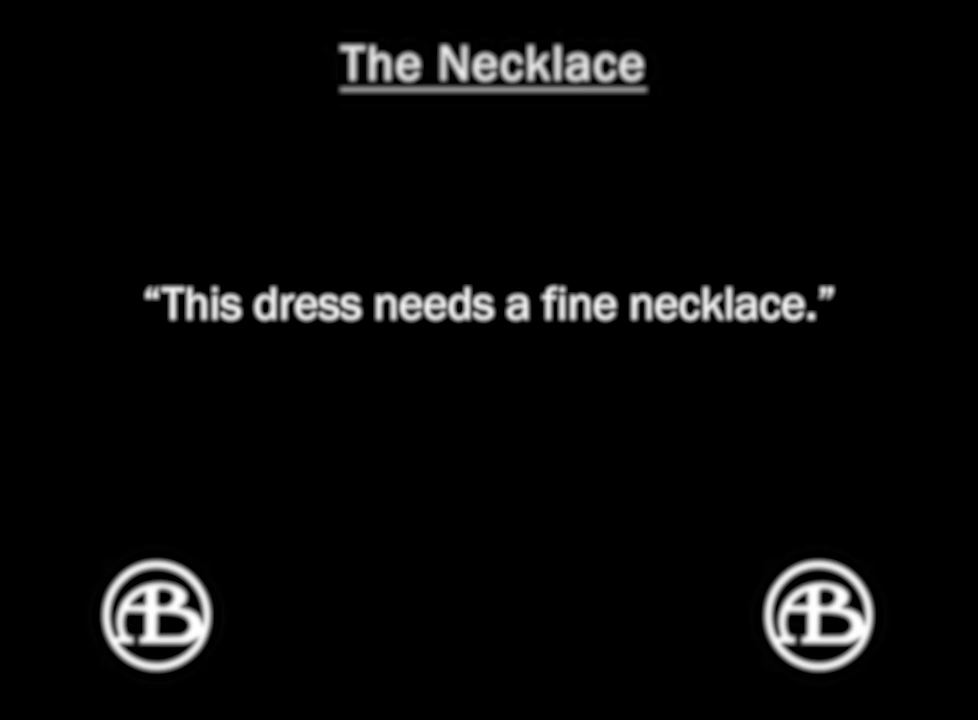 The Necklace
“This dress needs a fine necklace.”
AB AB